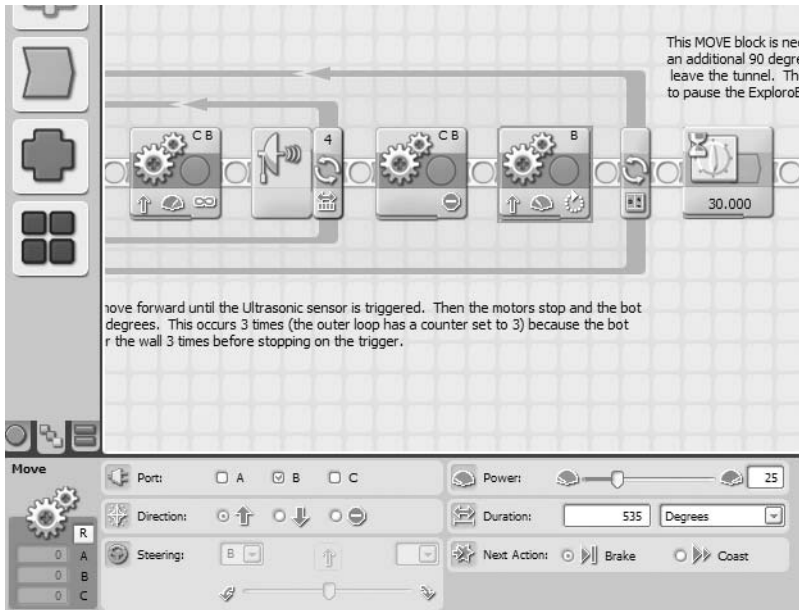 This MOVE block is nee
an additional 90 degre
leave the tunnel. Th
to pause the ExploroB
C B
4
C B
B
30.000
nove forward until the Ultrasonic sensor is triggered. Then the motors stop and the bot
degrees. This occurs 3 times (the outer loop has a counter set to 3) because the bot
r the wall 3 times before stopping on the trigger.
Move
R
0 A
0 B
0 C
Port: A B C
Direction:
Steering: B
Power: 25
Duration: 535 Degrees
Next Action: Brake Coast